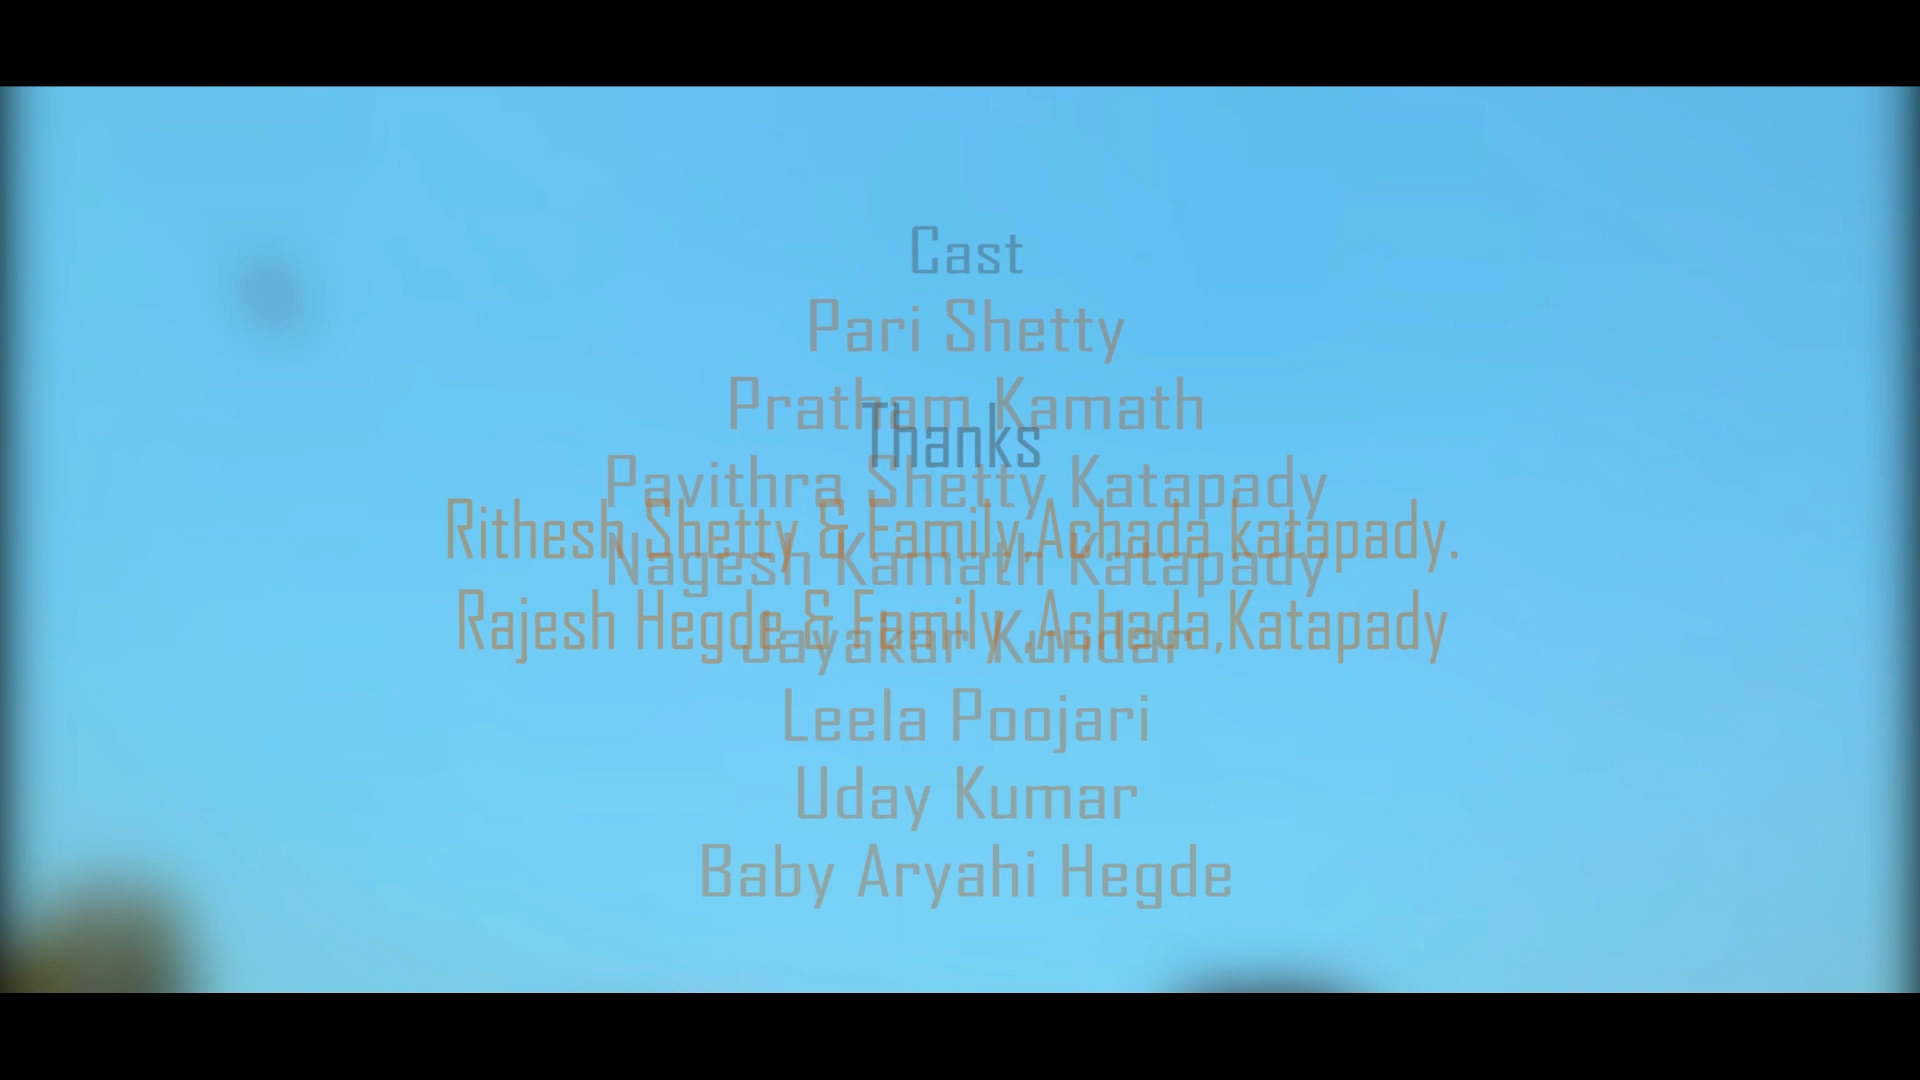 Cast
Pari Shetty
Pratham Kamath
Thanks
Pavithra Shetty Katapady
Rithesh Shetty & Family,Achada katapady.
Nagesh Kamath Katapady
Rajesh Hegde & Family ,Achada,Katapady
Jayakar Kundar
Leela Poojari
Uday Kumar
Baby Aryahi Hegde